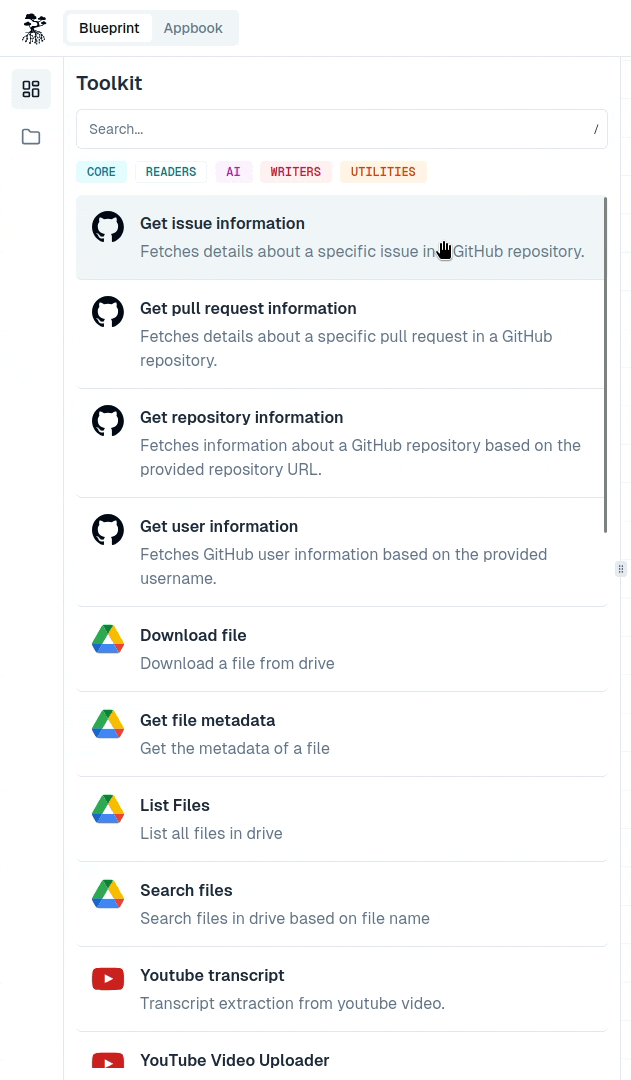 Blueprint
Appbook
Toolkit
Search...
/
CORE
READERS
AI
WRITERS
UTILITIES
Get issue information
Fetches details about a specific issue in GitHub repository.
Get pull request information
Fetches details about a specific pull request in a GitHub
repository.
Get repository information
Fetches information about a GitHub repository based on the
provided repository URL.
Get user information
Fetches GitHub user information based on the provided
username.
Download file
Download a file from drive
Get file metadata
Get the metadata of a file
List Files
List all files in drive
Search files
Search files in drive based on file name
Youtube transcript
Transcript extraction from youtube video.
YouTube Video Uploader